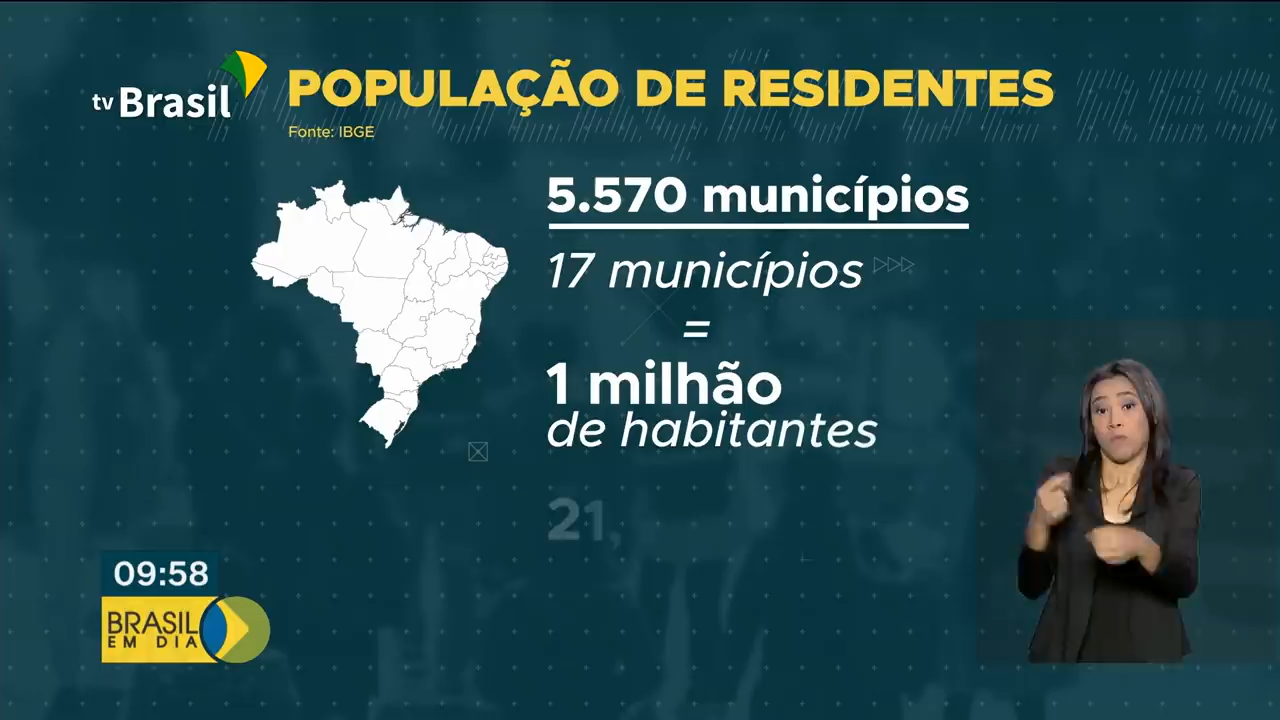 tv Brasil
POPULAÇÃO DE RESIDENTES
Fonte: IBGE
5.570 municípios
17 municípios
=
1 milhão
de habitantes
21,
09:58
BRASIL
EM DIA